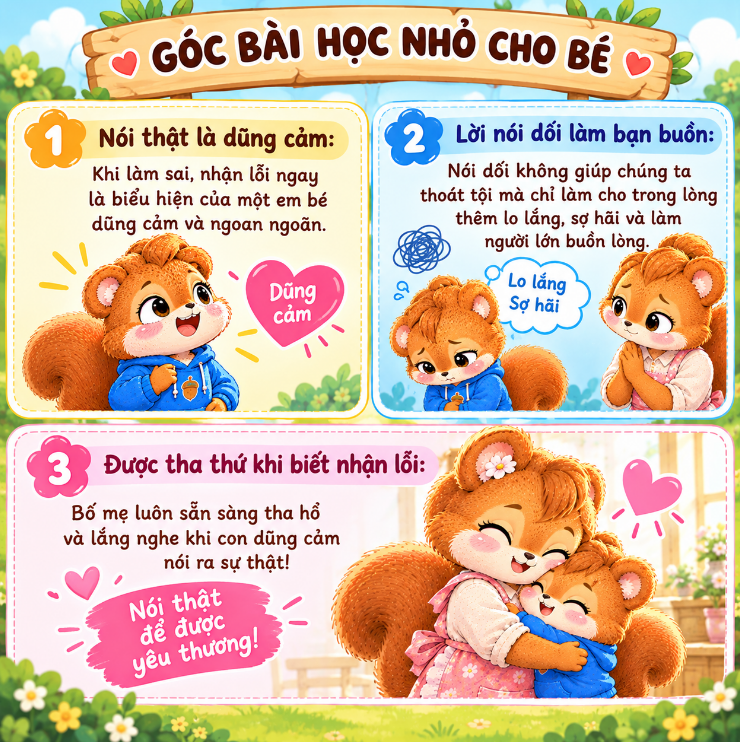 GÓC BÀI HỌC NHỎ CHO BÉ
1 Nói thật là dũng cảm:
Khi làm sai, nhận lỗi ngay
là biểu hiện của một em bé
dũng cảm và ngoan ngoãn.
Dũng
cảm
2 Lời nói dối làm bạn buồn:
Nói dối không giúp chúng ta
thoát tội mà chỉ làm cho trong lòng
thêm lo lắng, sợ hãi và làm
người lớn buồn lòng.
Lo lắng
Sợ hãi
3 Được tha thứ khi biết nhận lỗi:
Bố mẹ luôn sẵn sàng tha hổ
và lắng nghe khi con dũng cảm
nói ra sự thật!
Nói thật
để được
yêu thương!